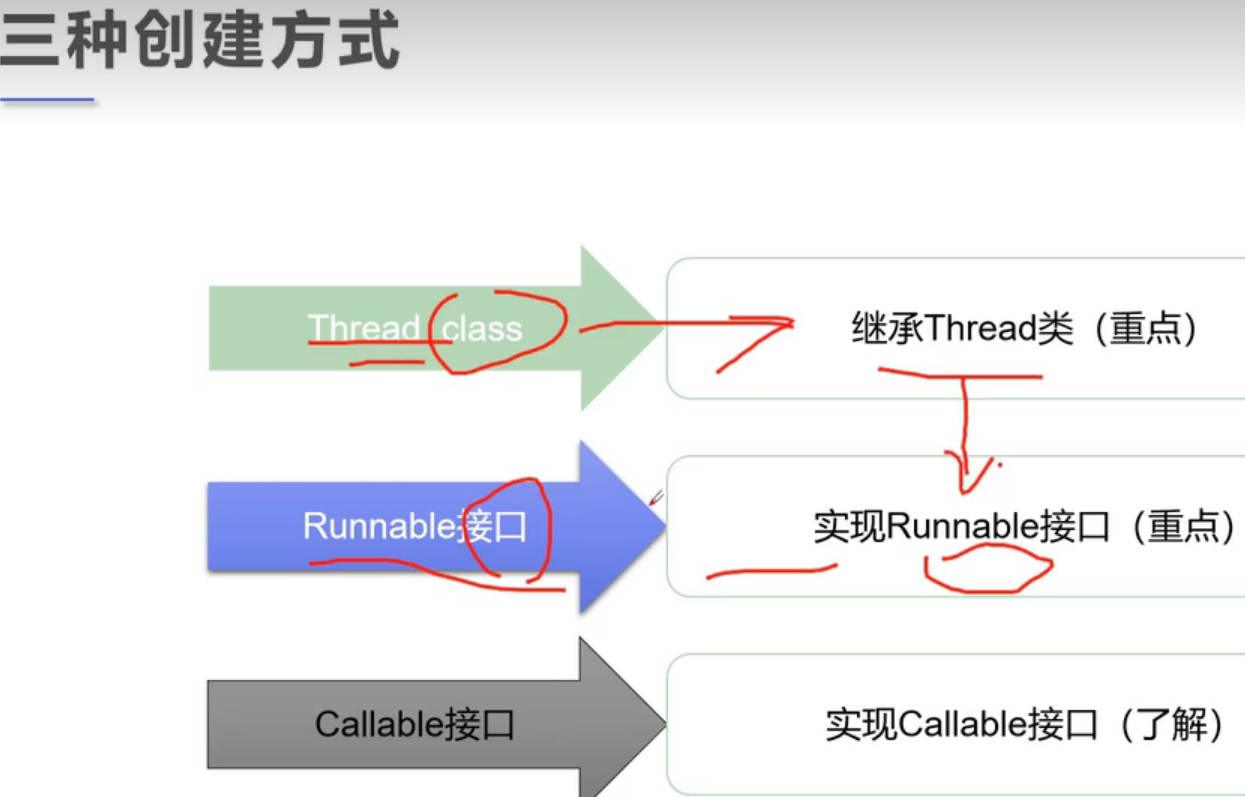 三种创建方式
Thread class
继承Thread类（重点）
Runnable接口
实现Runnable接口（重点）
Callable接口
实现Callable接口（了解）